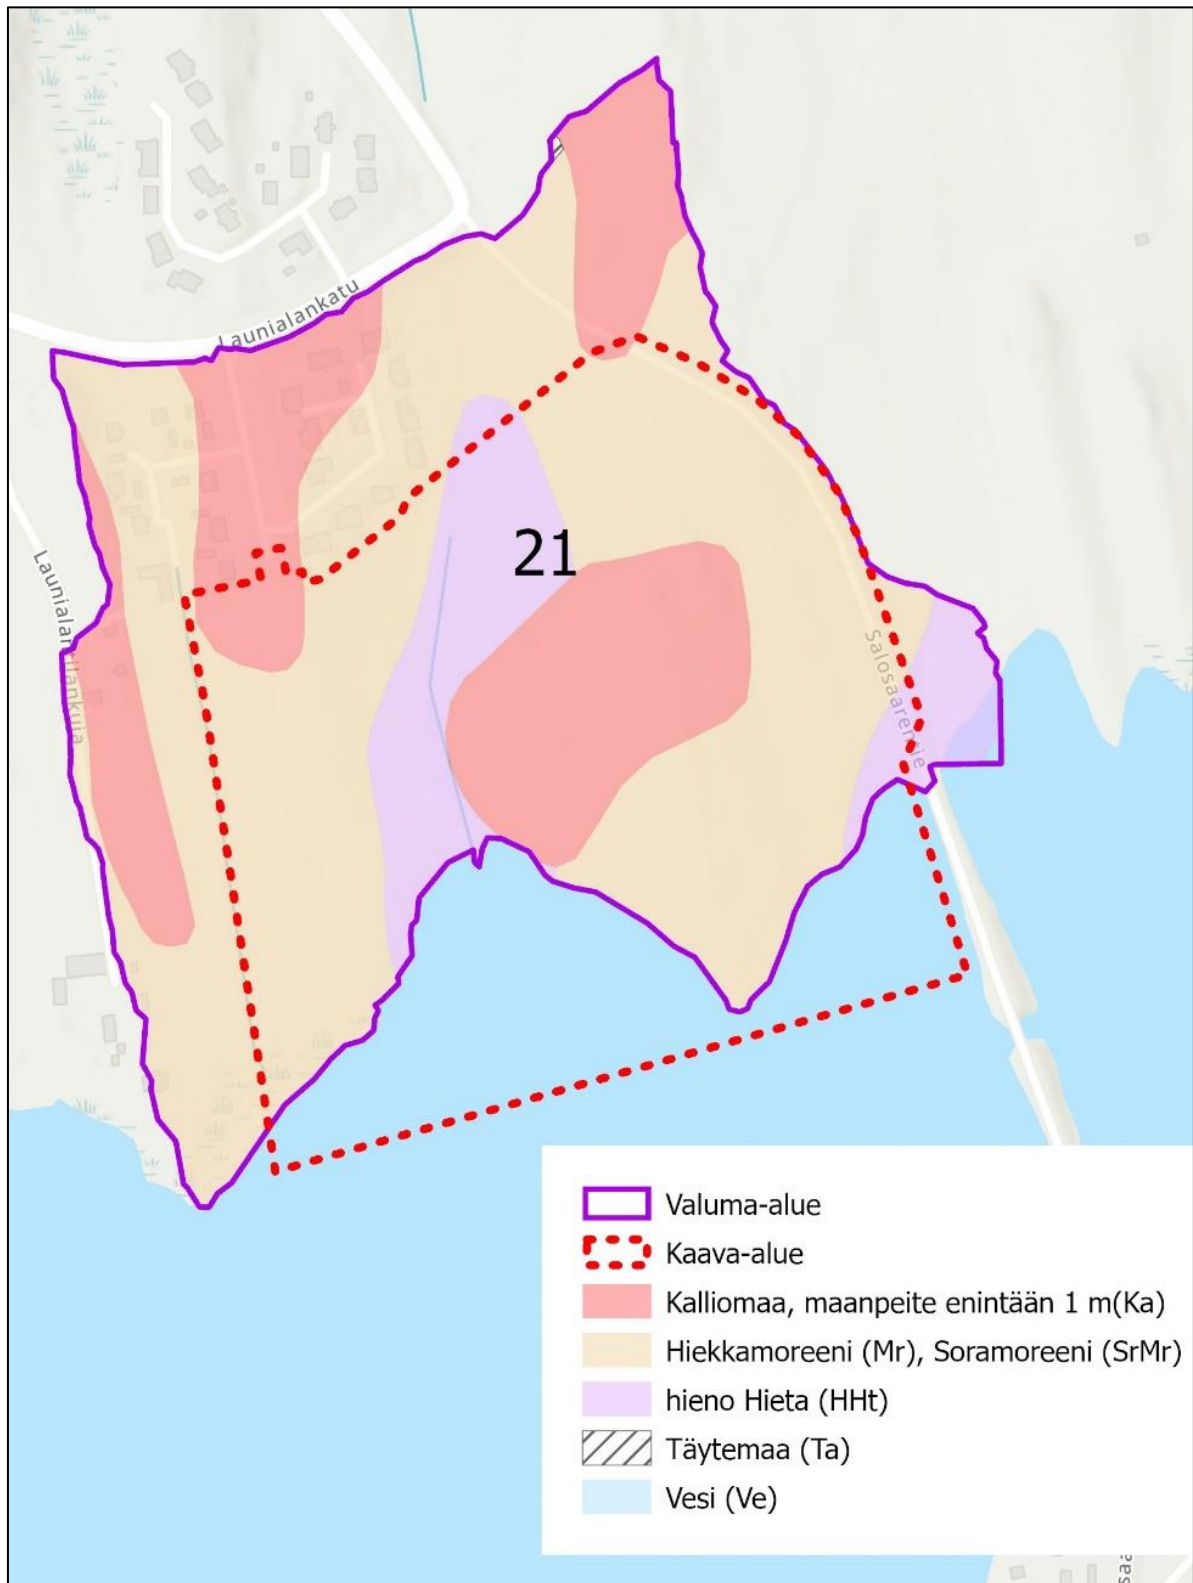 Launialankatu
21
Salosaarentie
Valuma-alue
Kaava-alue
Kalliomaa, maanpeite enintään 1 m(Ka)
Hiekkamoreeni (Mr), Soramoreeni (SrMr)
hieno Hieta (HHt)
Täytemaa (Ta)
Vesi (Ve)